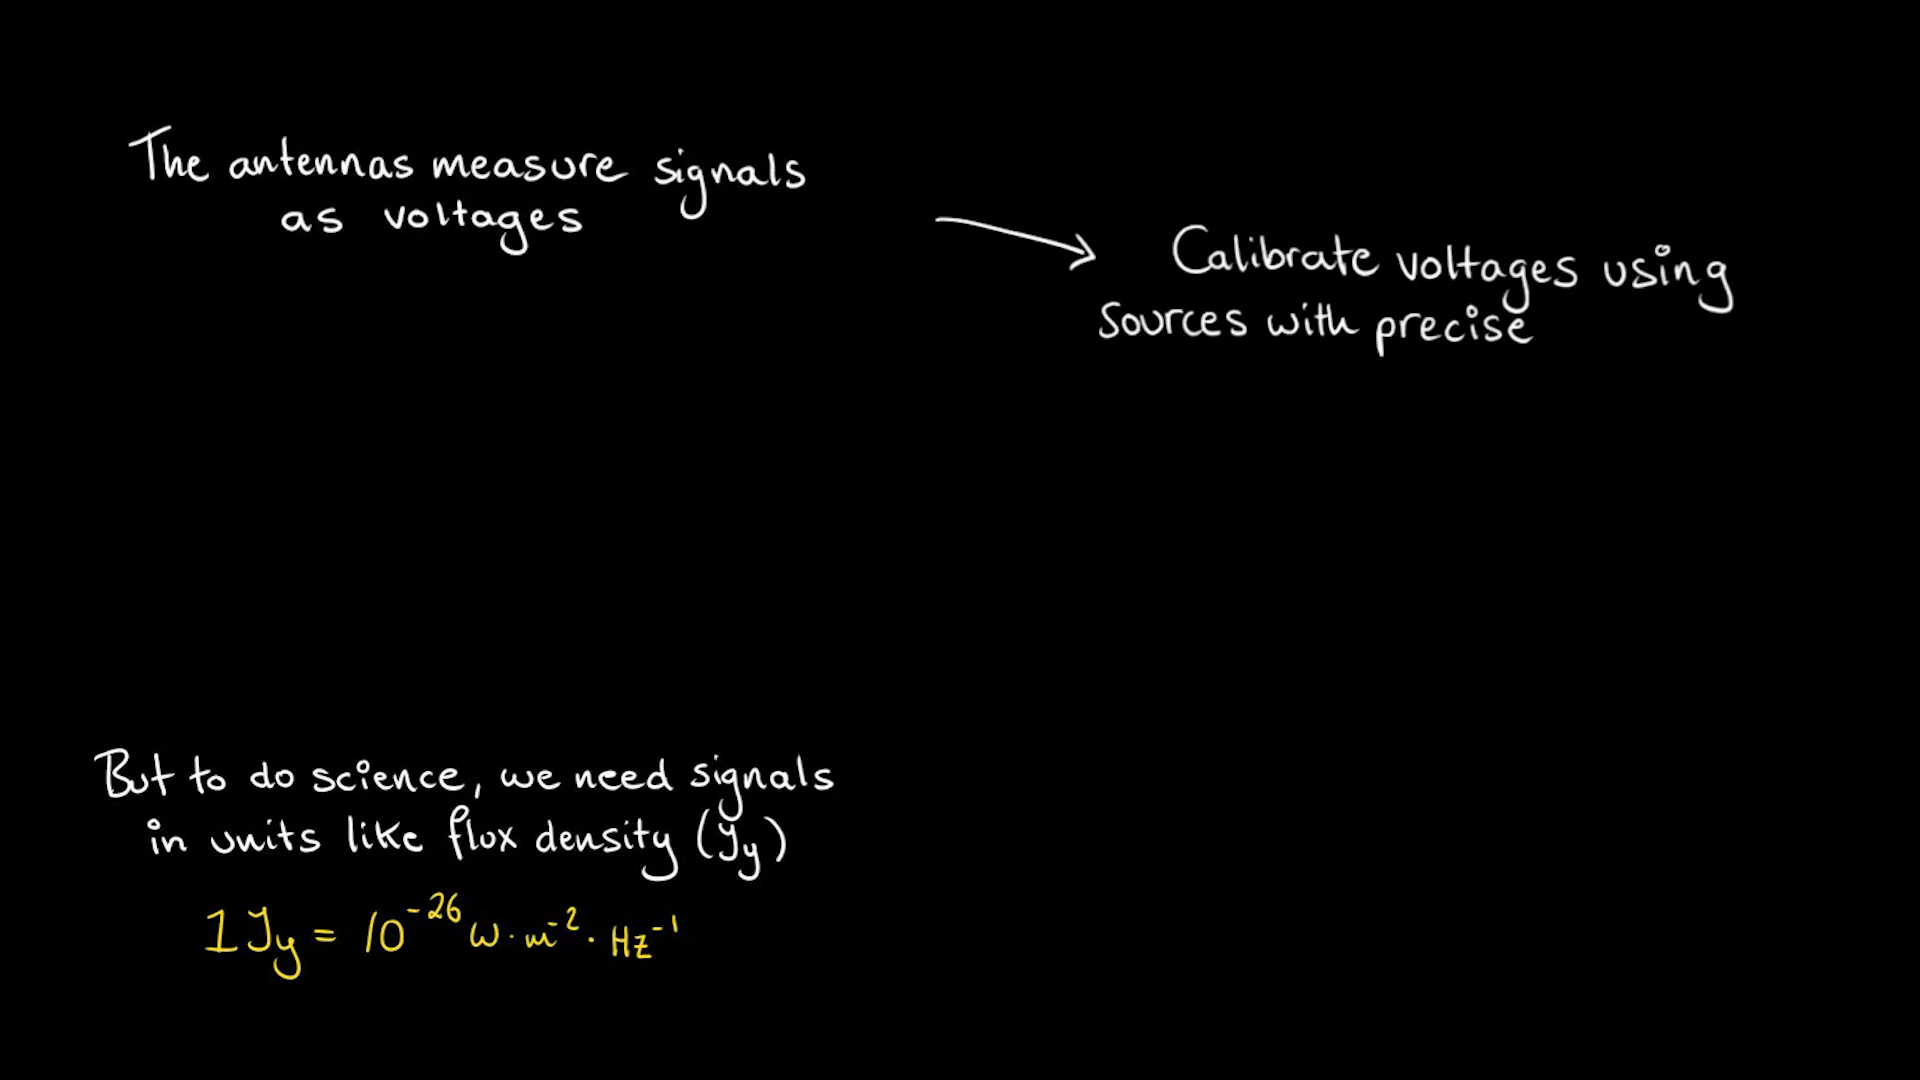 The antennas measure signals
as voltages
Calibrate voltages using
sources with precise
But to do science, we need signals
in units like flux density (Jy)
1 Jy = 10⁻²⁶ W · m⁻² · Hz⁻¹